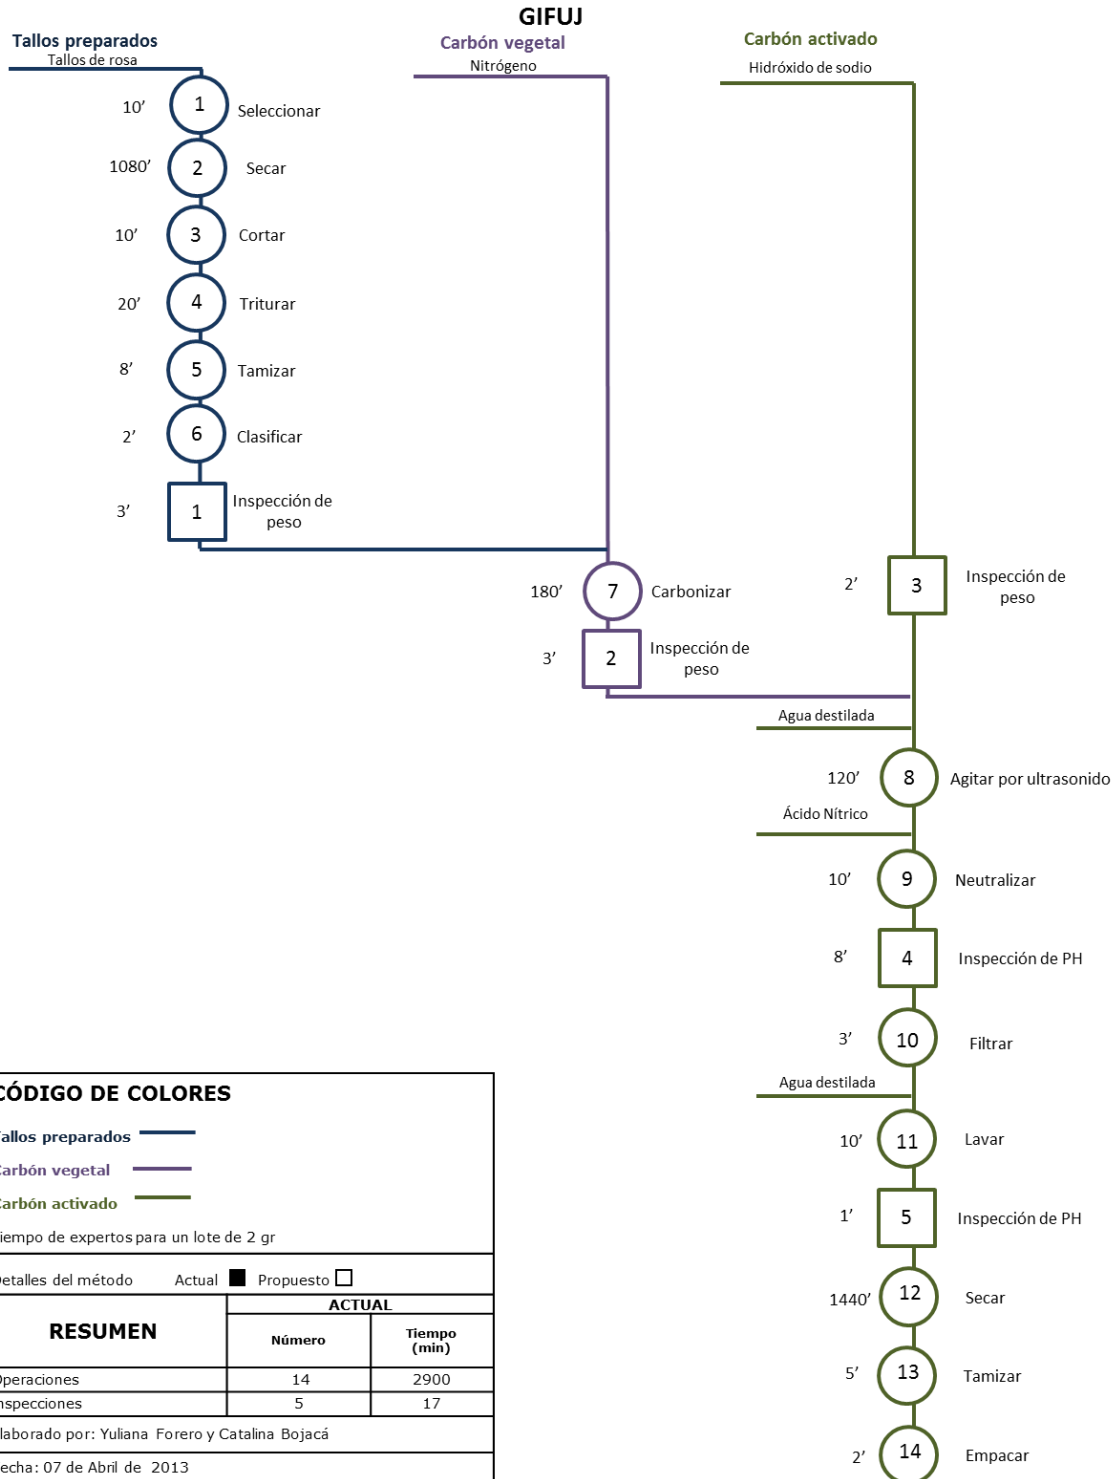 GIFUJ
Tallos preparados
Tallos de rosa
10’
1
Seleccionar
1080’
2
Secar
10’
3
Cortar
20’
4
Triturar
8’
5
Tamizar
2’
6
Clasificar
3’
1
Inspección de
peso
Carbón vegetal
Nitrógeno
180’
7
Carbonizar
3’
2
Inspección de
peso
Carbón activado
Hidróxido de sodio
2’
3
Inspección de
peso
Agua destilada
120’
8
Agitar por ultrasonido
Ácido Nítrico
10’
9
Neutralizar
8’
4
Inspección de PH
3’
10
Filtrar
Agua destilada
10’
11
Lavar
1’
5
Inspección de PH
1440’
12
Secar
5’
13
Tamizar
2’
14
Empacar
CÓDIGO DE COLORES
Tallos preparados
Carbón vegetal
Carbón activado
Tiempo de expertos para un lote de 2 gr
Detalles del método Actual Propuesto
RESUMEN
ACTUAL
Número
Tiempo
(min)
Operaciones 14 2900
Inspecciones 5 17
Elaborado por: Yuliana Forero y Catalina Bojacá
Fecha: 07 de Abril de 2013